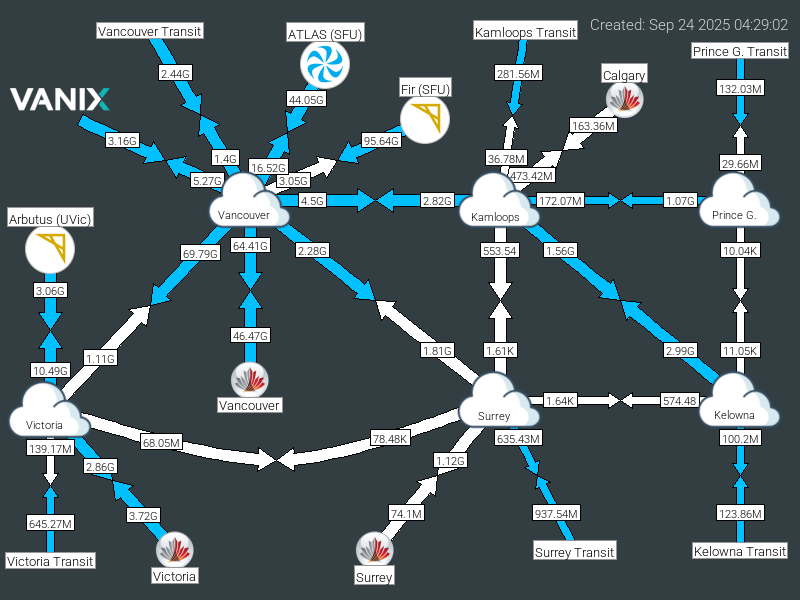 Created: Sep 24 2025 04:29:02
Vancouver Transit
ATLAS (SFU)
Kamloops Transit
Prince G. Transit
2.44G
281.56M
Calgary
Fir (SFU)
132.03M
VANIX
44.05G
163.36M
3.16G
95.64G
1.4G
36.78M
29.66M
16.52G
473.42M
5.27G
3.05G
4.5G
2.82G
172.07M
1.07G
Vancouver
Kamloops
Prince G.
Arbutus (UVic)
69.79G
64.41G
2.28G
553.54
1.56G
10.04K
3.06G
46.47G
1.11G
1.81G
1.61K
2.99G
11.05K
10.49G
Vancouver
1.64K
574.48
Victoria
Surrey
Kelowna
68.05M
78.48K
635.43M
100.2M
139.17M
2.86G
1.12G
645.27M
3.72G
74.1M
937.54M
123.86M
Victoria Transit
Victoria
Surrey
Surrey Transit
Kelowna Transit